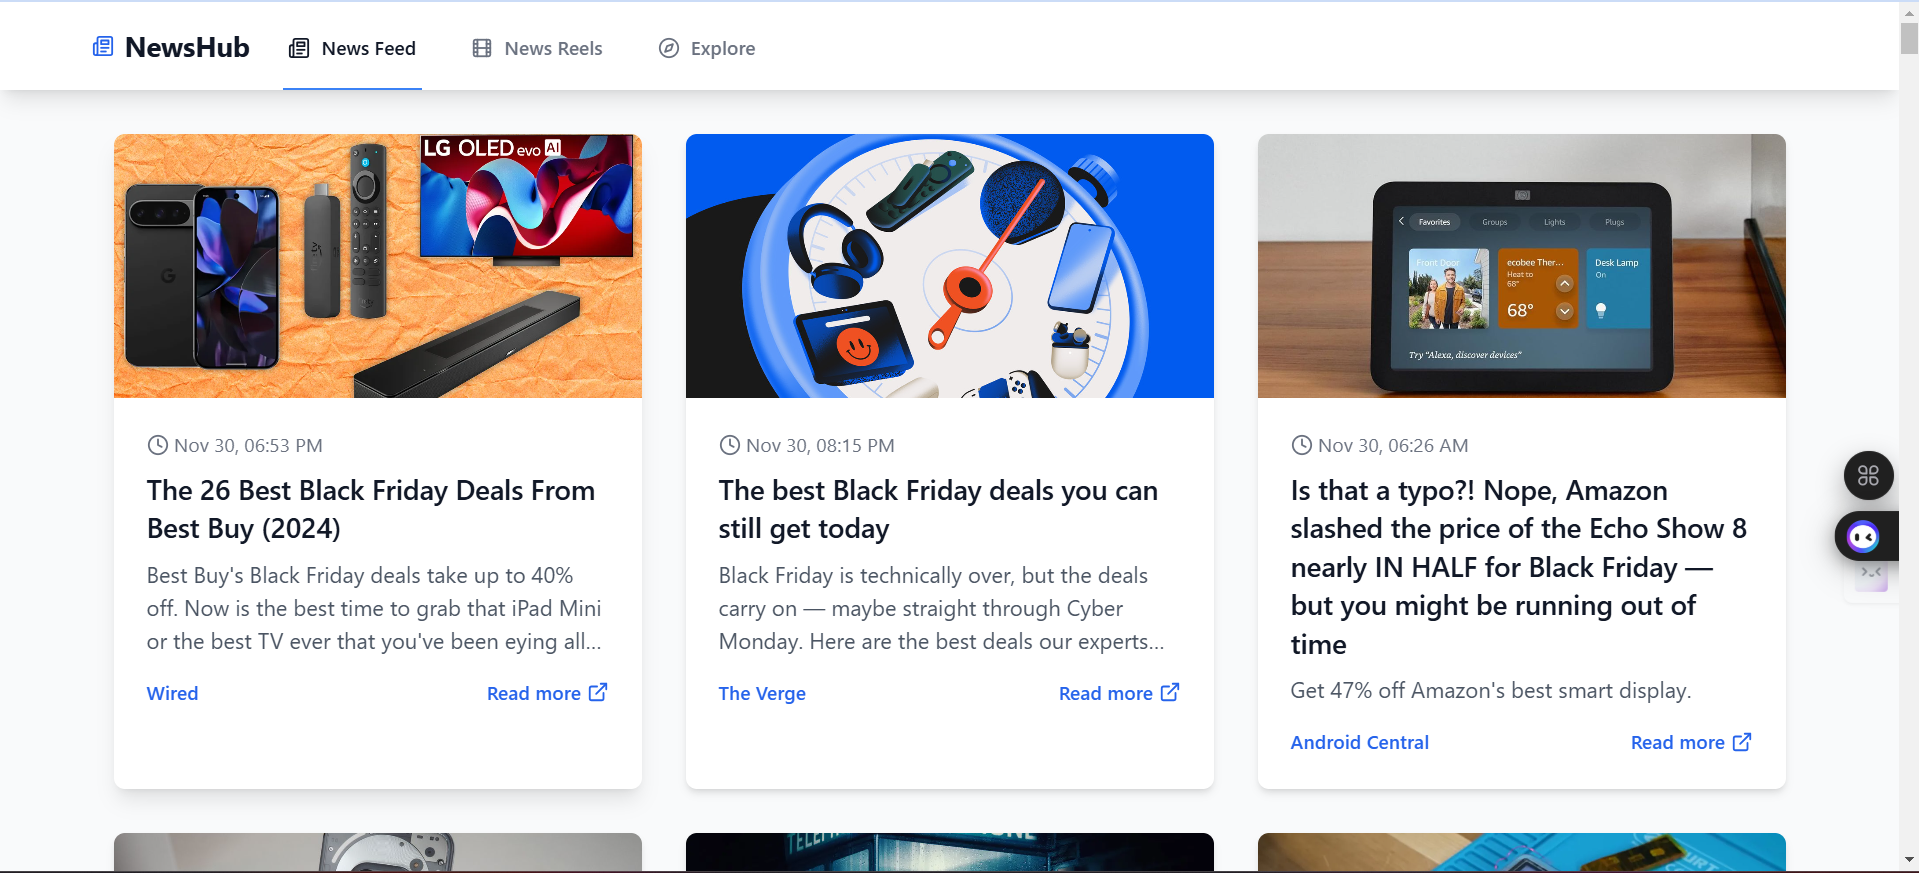 NewsHub
News Feed
News Reels
Explore
LG OLED evo AI
Favorites
Groups
Lights
Plugs
Front Door
ecobee Ther...
Heat to
68°
68°
Desk Lamp
On
Try "Alexa, discover devices"
Nov 30, 06:53 PM
The 26 Best Black Friday Deals From
Best Buy (2024)
Best Buy's Black Friday deals take up to 40%
off. Now is the best time to grab that iPad Mini
or the best TV ever that you've been eying all...
Wired
Read more
Nov 30, 08:15 PM
The best Black Friday deals you can
still get today
Black Friday is technically over, but the deals
carry on — maybe straight through Cyber
Monday. Here are the best deals our experts...
The Verge
Read more
Nov 30, 06:26 AM
Is that a typo?! Nope, Amazon
slashed the price of the Echo Show 8
nearly IN HALF for Black Friday —
but you might be running out of
time
Get 47% off Amazon's best smart display.
Android Central
Read more